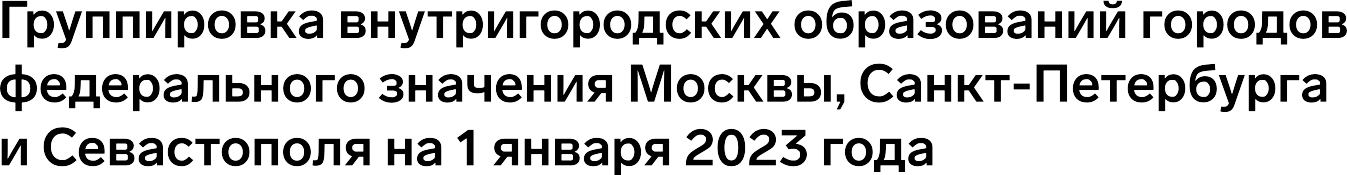 Группировка внутригородских образований городов
федерального значения Москвы, Санкт-Петербурга
и Севастополя на 1 января 2023 года